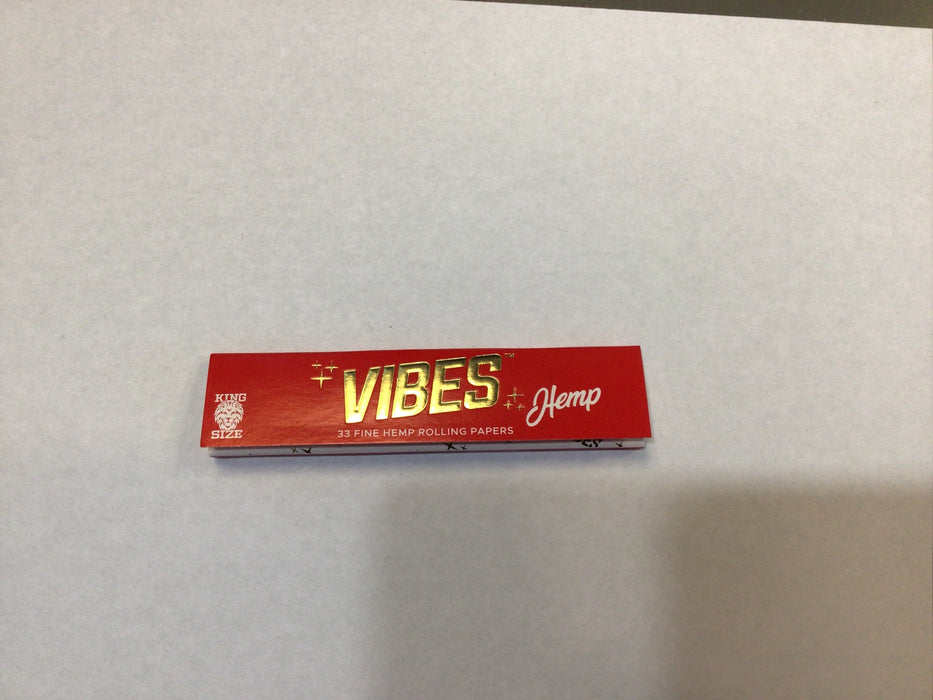 KING
SIZE
VIBES™
Hemp
33 FINE HEMP ROLLING PAPERS